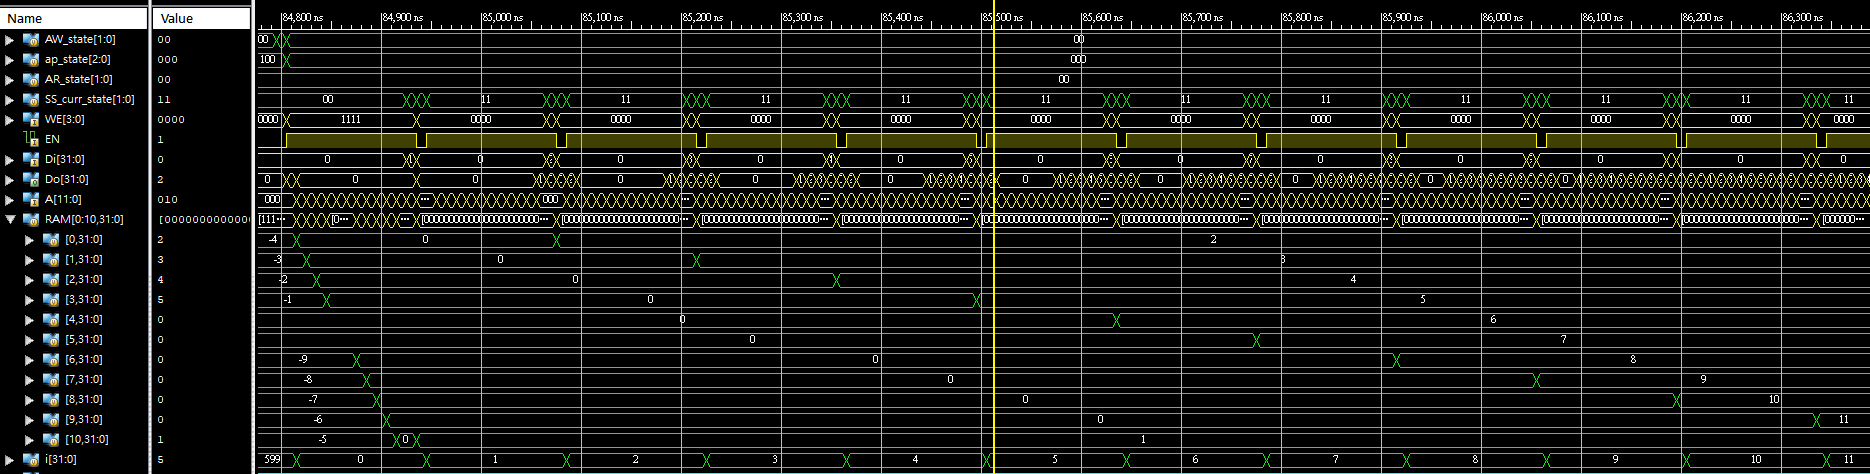 Name Value 84,800 ns 84,900 ns 85,000 ns 85,100 ns 85,200 ns 85,300 ns 85,400 ns 85,500 ns 85,600 ns 85,700 ns 85,800 ns 85,900 ns 86,000 ns 86,100 ns 86,200 ns 86,300 ns
AW_state[1:0] 00 00 00
ap_state[2:0] 000 100 000
AR_state[1:0] 00 00
SS_curr_state[1:0] 11 00 11 11 11 11 11 11 11 11 11 11 11
WE[3:0] 0000 0000 1111 0000 0000 0000 0000 0000 0000 0000 0000 0000 0000 0000
EN 1
Di[31:0] 0 0 0 0 0 0 0 0 0 0 0 0 0
Do[31:0] 2 0 0 0 0 0 0 0 0 0 0 0
A[11:0] 010 000 000
RAM[0:10,31:0] [0000000000000 [111···
[0,31:0] 2 -4 0 2
[1,31:0] 3 -3 0 3
[2,31:0] 4 -2 0 4
[3,31:0] 5 -1 0 5
[4,31:0] 0 0 6
[5,31:0] 0 0 7
[6,31:0] 0 -9 0 8
[7,31:0] 0 -8 0 9
[8,31:0] 0 -7 0 10
[9,31:0] 0 -6 0 11
[10,31:0] 1 -5 0 1
i[31:0] 5 599 0 1 2 3 4 5 6 7 8 9 10 11